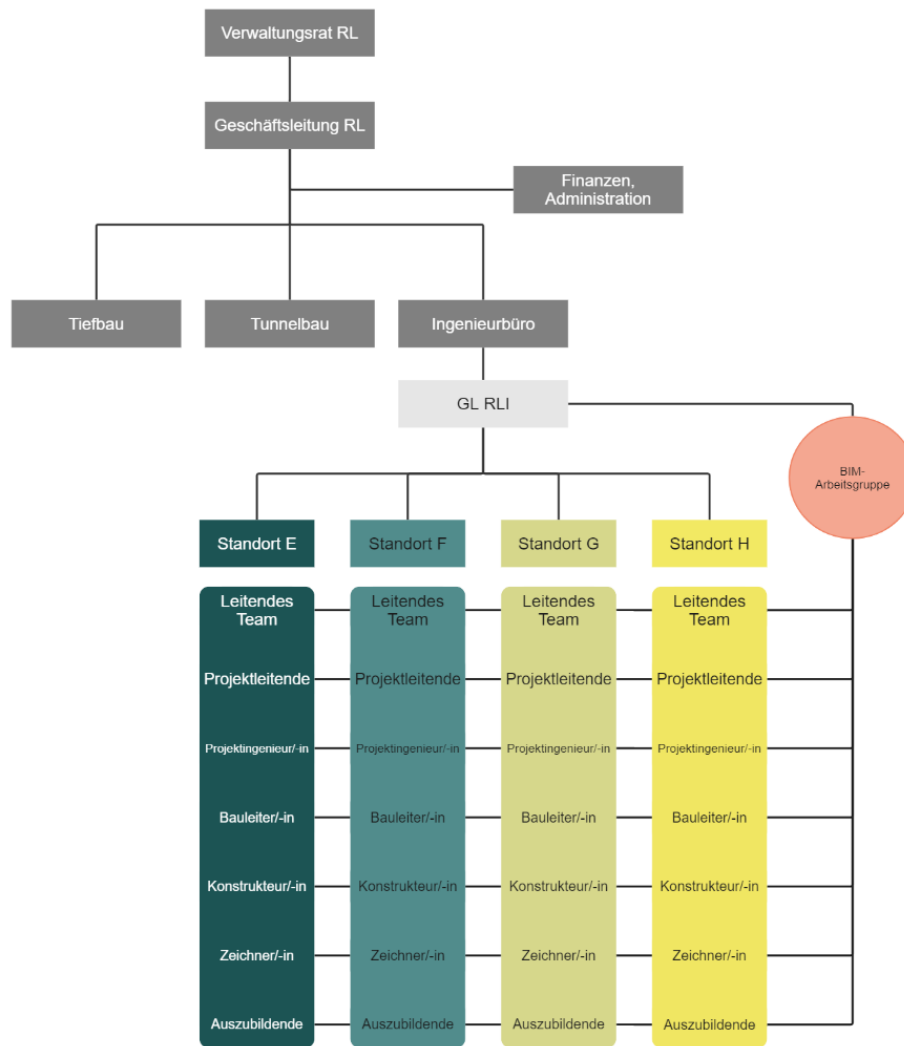 Verwaltungsrat RL
Geschäftsleitung RL
Finanzen,
Administration
Tiefbau
Tunnelbau
Ingenieurbüro
GL RLI
BIM-
Arbeitsgruppe
Standort E
Standort F
Standort G
Standort H
Leitendes
Team
Leitendes
Team
Leitendes
Team
Leitendes
Team
Projektleitende
Projektleitende
Projektleitende
Projektleitende
Projektingenieur/-in
Projektingenieur/-in
Projektingenieur/-in
Projektingenieur/-in
Bauleiter/-in
Bauleiter/-in
Bauleiter/-in
Bauleiter/-in
Konstrukteur/-in
Konstrukteur/-in
Konstrukteur/-in
Konstrukteur/-in
Zeichner/-in
Zeichner/-in
Zeichner/-in
Zeichner/-in
Auszubildende
Auszubildende
Auszubildende
Auszubildende